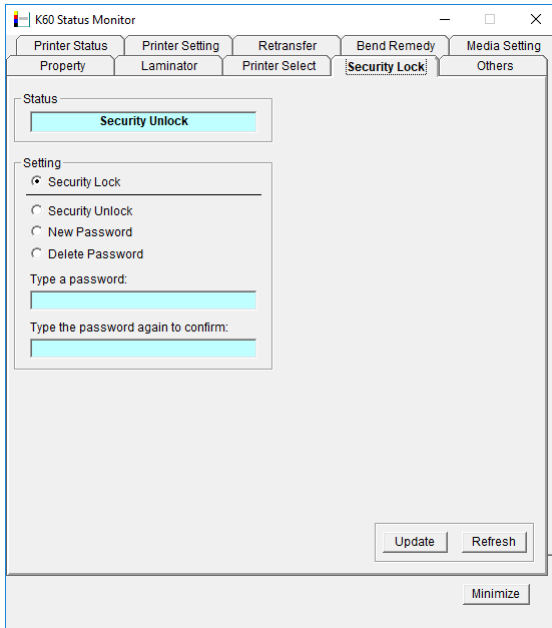 K60 Status Monitor
Printer Status Printer Setting Retransfer Bend Remedy Media Setting
Property Laminator Printer Select Security Lock Others
Status
Security Unlock
Setting
Security Lock
Security Unlock
New Password
Delete Password
Type a password:
Type the password again to confirm:
Update Refresh
Minimize